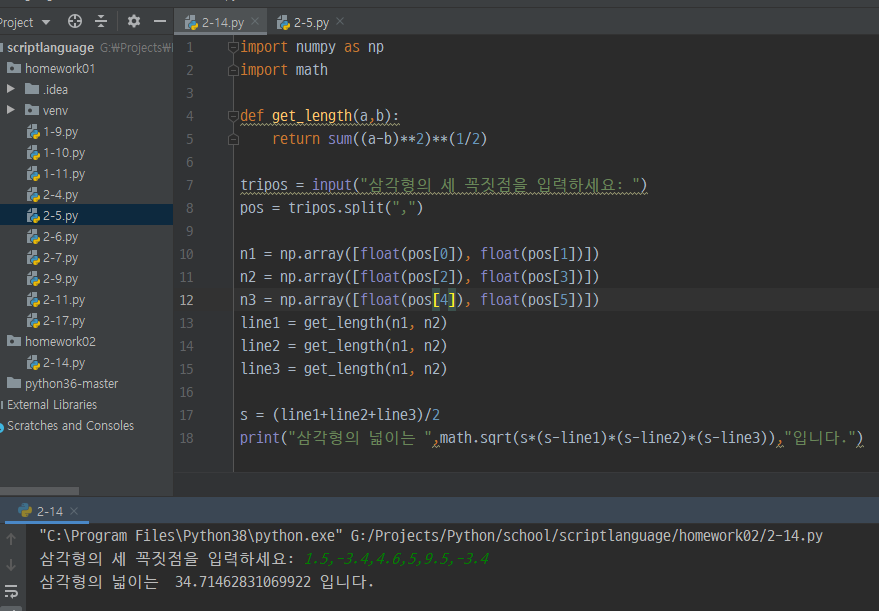 Project
2-14.py
2-5.py
scriptlanguage G:₩Projects₩
homework01
.idea
venv
1-9.py
1-10.py
1-11.py
2-4.py
2-5.py
2-6.py
2-7.py
2-9.py
2-11.py
2-17.py
homework02
2-14.py
python36-master
External Libraries
Scratches and Consoles
1 import numpy as np
2 import math
3
4 def get_length(a,b):
5 return sum((a-b)**2)**(1/2)
6
7 tripos = input("삼각형의 세 꼭짓점을 입력하세요: ")
8 pos = tripos.split(",")
9
10 n1 = np.array([float(pos[0]), float(pos[1])])
11 n2 = np.array([float(pos[2]), float(pos[3])])
12 n3 = np.array([float(pos[4]), float(pos[5])])
13 line1 = get_length(n1, n2)
14 line2 = get_length(n1, n2)
15 line3 = get_length(n1, n2)
16
17 s = (line1+line2+line3)/2
18 print("삼각형의 넓이는 ",math.sqrt(s*(s-line1)*(s-line2)*(s-line3)),"입니다.")
2-14
"C:\Program Files\Python38\python.exe" G:/Projects/Python/school/scriptlanguage/homework02/2-14.py
삼각형의 세 꼭짓점을 입력하세요: 1.5,-3.4,4.6,5,9.5,-3.4
삼각형의 넓이는  34.71462831069922 입니다.